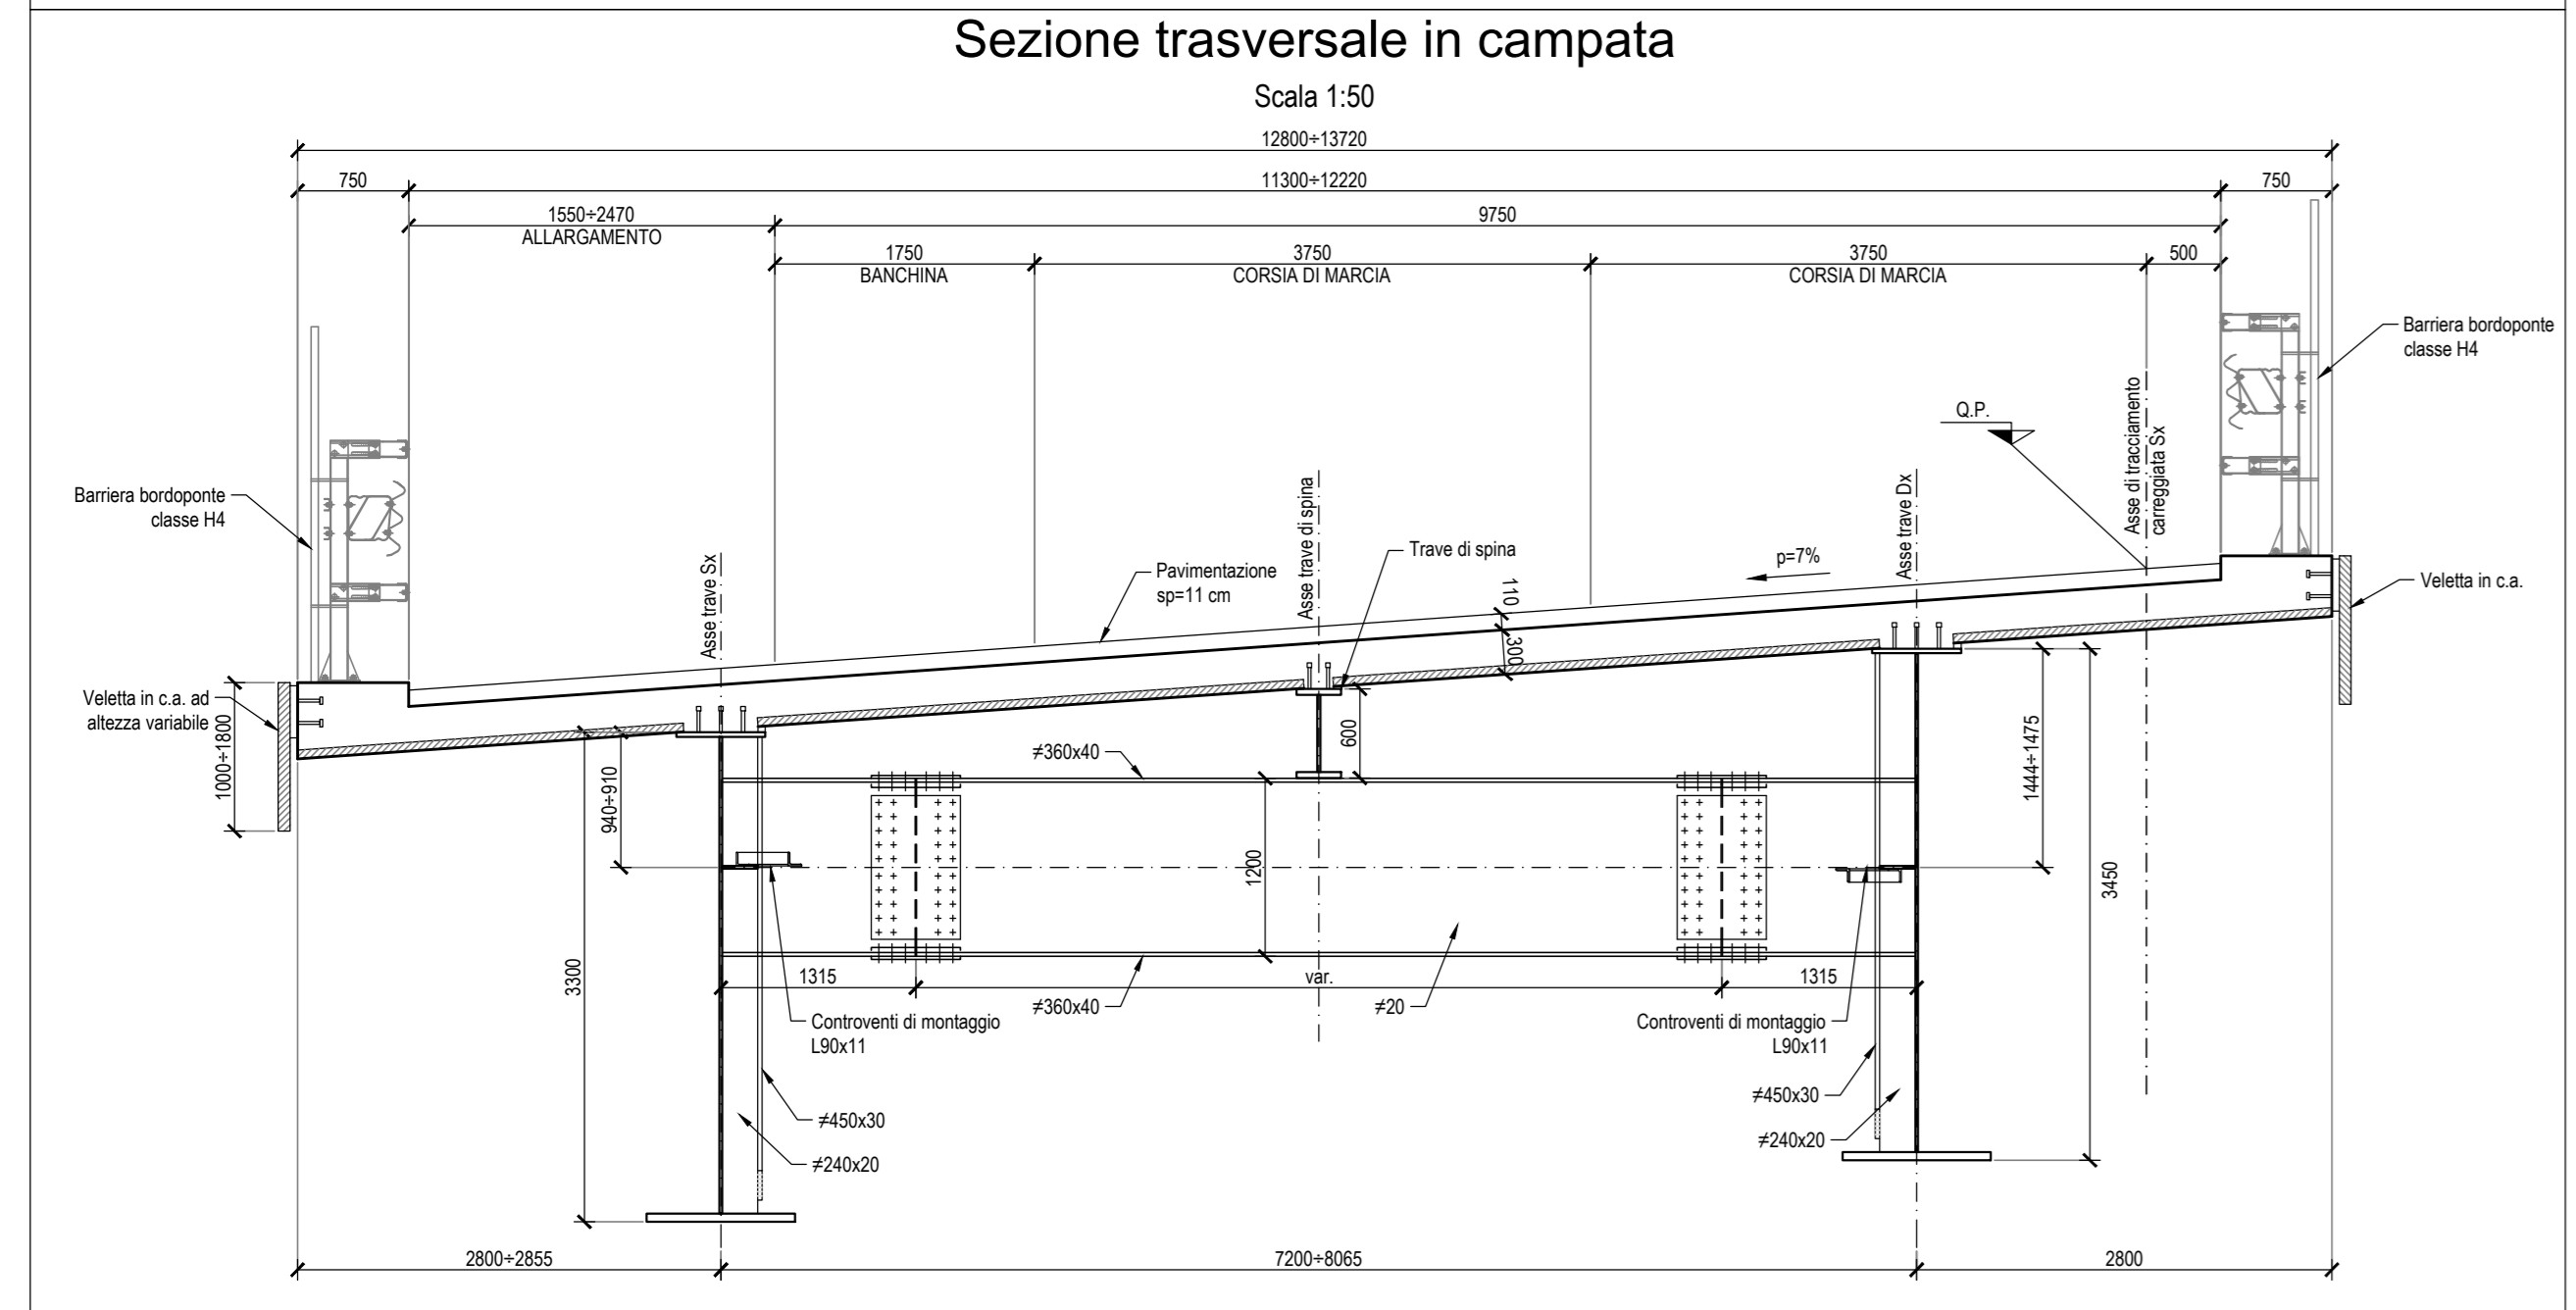 Sezione trasversale in campata
Scala 1:50
12800÷13720
750
11300÷12220
750
1550÷2470
ALLARGAMENTO
9750
1750
BANCHINA
3750
CORSIA DI MARCIA
3750
CORSIA DI MARCIA
500
Barriera bordoponte
classe H4
Barriera bordoponte
classe H4
Q.P.
Asse di tracciamento
carreggiata Sx
Asse trave Dx
Asse trave di spina
Asse trave Sx
Trave di spina
Pavimentazione
sp=11 cm
p=7%
110
300
Veletta in c.a.
Veletta in c.a. ad
altezza variabile
1000÷1800
940÷910
600
≠360x40
1200
1444÷1475
3450
3300
1315
var.
1315
≠360x40
≠20
Controventi di montaggio
L90x11
Controventi di montaggio
L90x11
≠450x30
≠240x20
≠450x30
≠240x20
2800÷2855
7200÷8065
2800